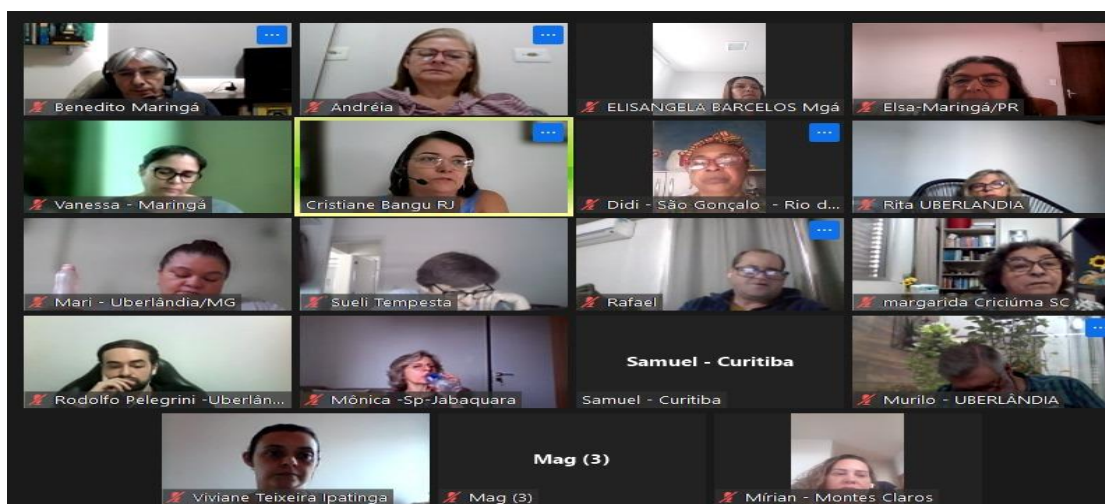 Benedito Maringá
Andréia
ELISANGELA BARCELOS Mgá
Elsa-Maringá/PR
Vanessa - Maringá
Cristiane Bangu RJ
Didi - São Gonçalo - Rio d...
Rita UBERLANDIA
Mari - Uberlândia/MG
Sueli Tempesta
Rafael
margarida Criciúma SC
Rodolfo Pelegrini -Uberlân...
Mônica -Sp-Jabaquara
Samuel - Curitiba
Samuel - Curitiba
Murilo - UBERLÂNDIA
Viviane Teixeira Ipatinga
Mag (3)
Mag (3)
Mírian - Montes Claros